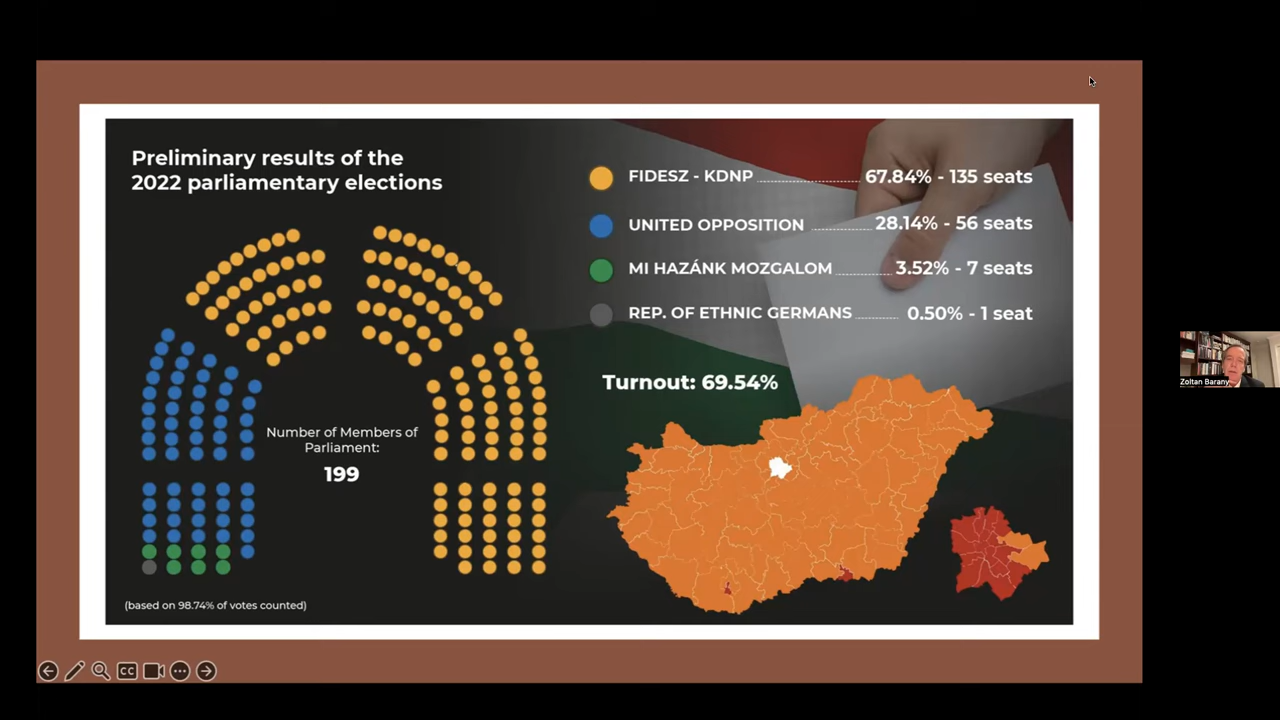 Preliminary results of the
2022 parliamentary elections
FIDESZ - KDNP 67.84% - 135 seats
UNITED OPPOSITION 28.14% - 56 seats
MI HAZÁNK MOZGALOM 3.52% - 7 seats
REP. OF ETHNIC GERMANS 0.50% - 1 seat
Turnout: 69.54%
Number of Members of
Parliament:
199
(based on 98.74% of votes counted)
CC
Zoltan Barany